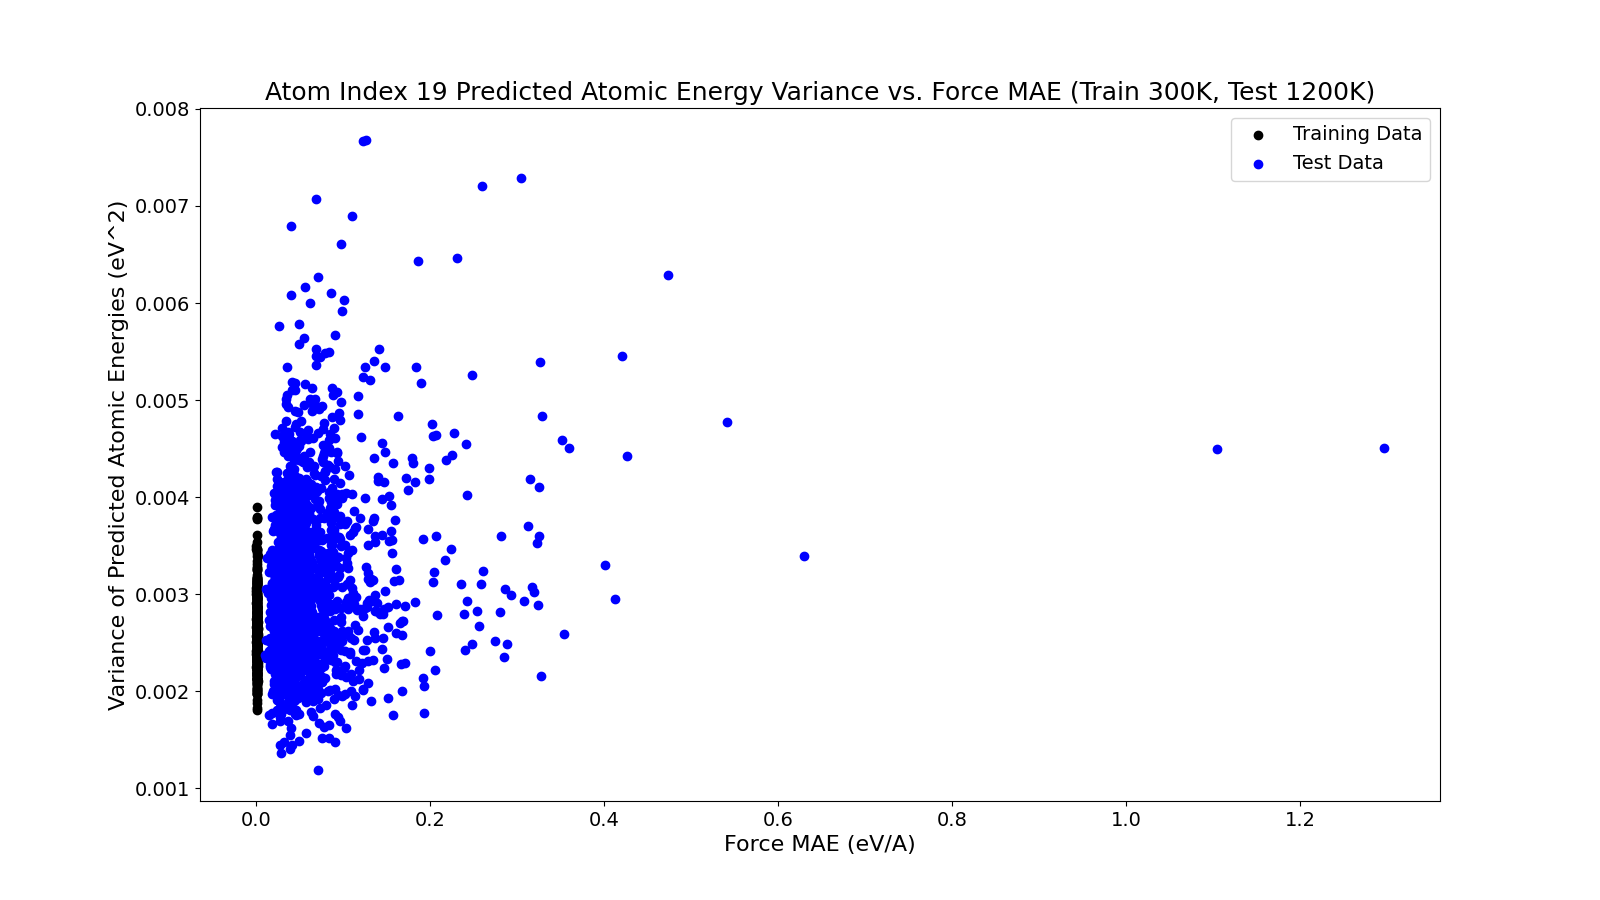 Atom Index 19 Predicted Atomic Energy Variance vs. Force MAE (Train 300K, Test 1200K)
Training Data
Test Data
Variance of Predicted Atomic Energies (eV^2)
0.008
0.007
0.006
0.005
0.004
0.003
0.002
0.001
0.0 0.2 0.4 0.6 0.8 1.0 1.2
Force MAE (eV/A)